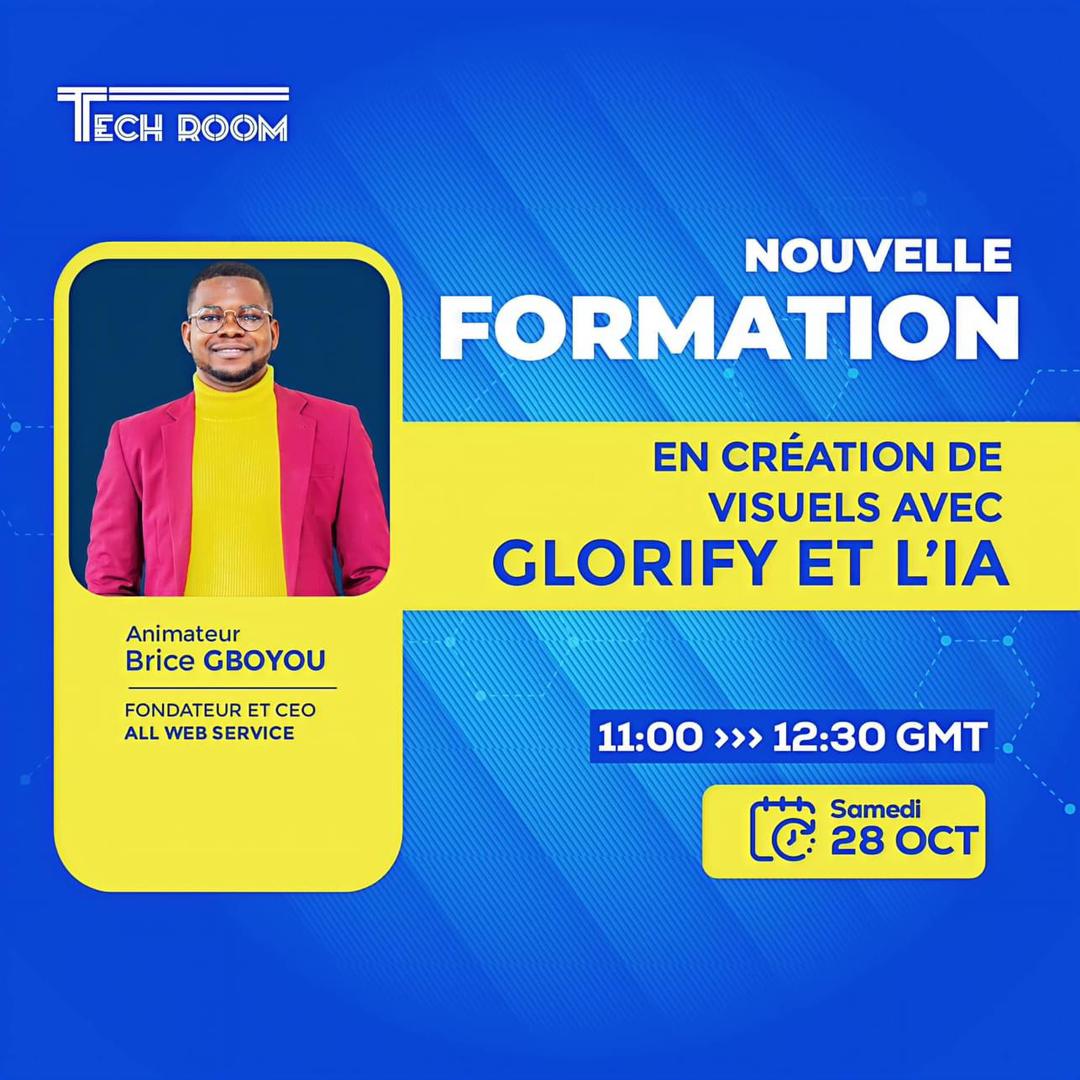 TECH ROOM
NOUVELLE
FORMATION
EN CRÉATION DE
VISUELS AVEC
GLORIFY ET L'IA
Animateur
Brice GBOYOU
FONDATEUR ET CEO
ALL WEB SERVICE
11:00 >>> 12:30 GMT
Samedi
28 OCT